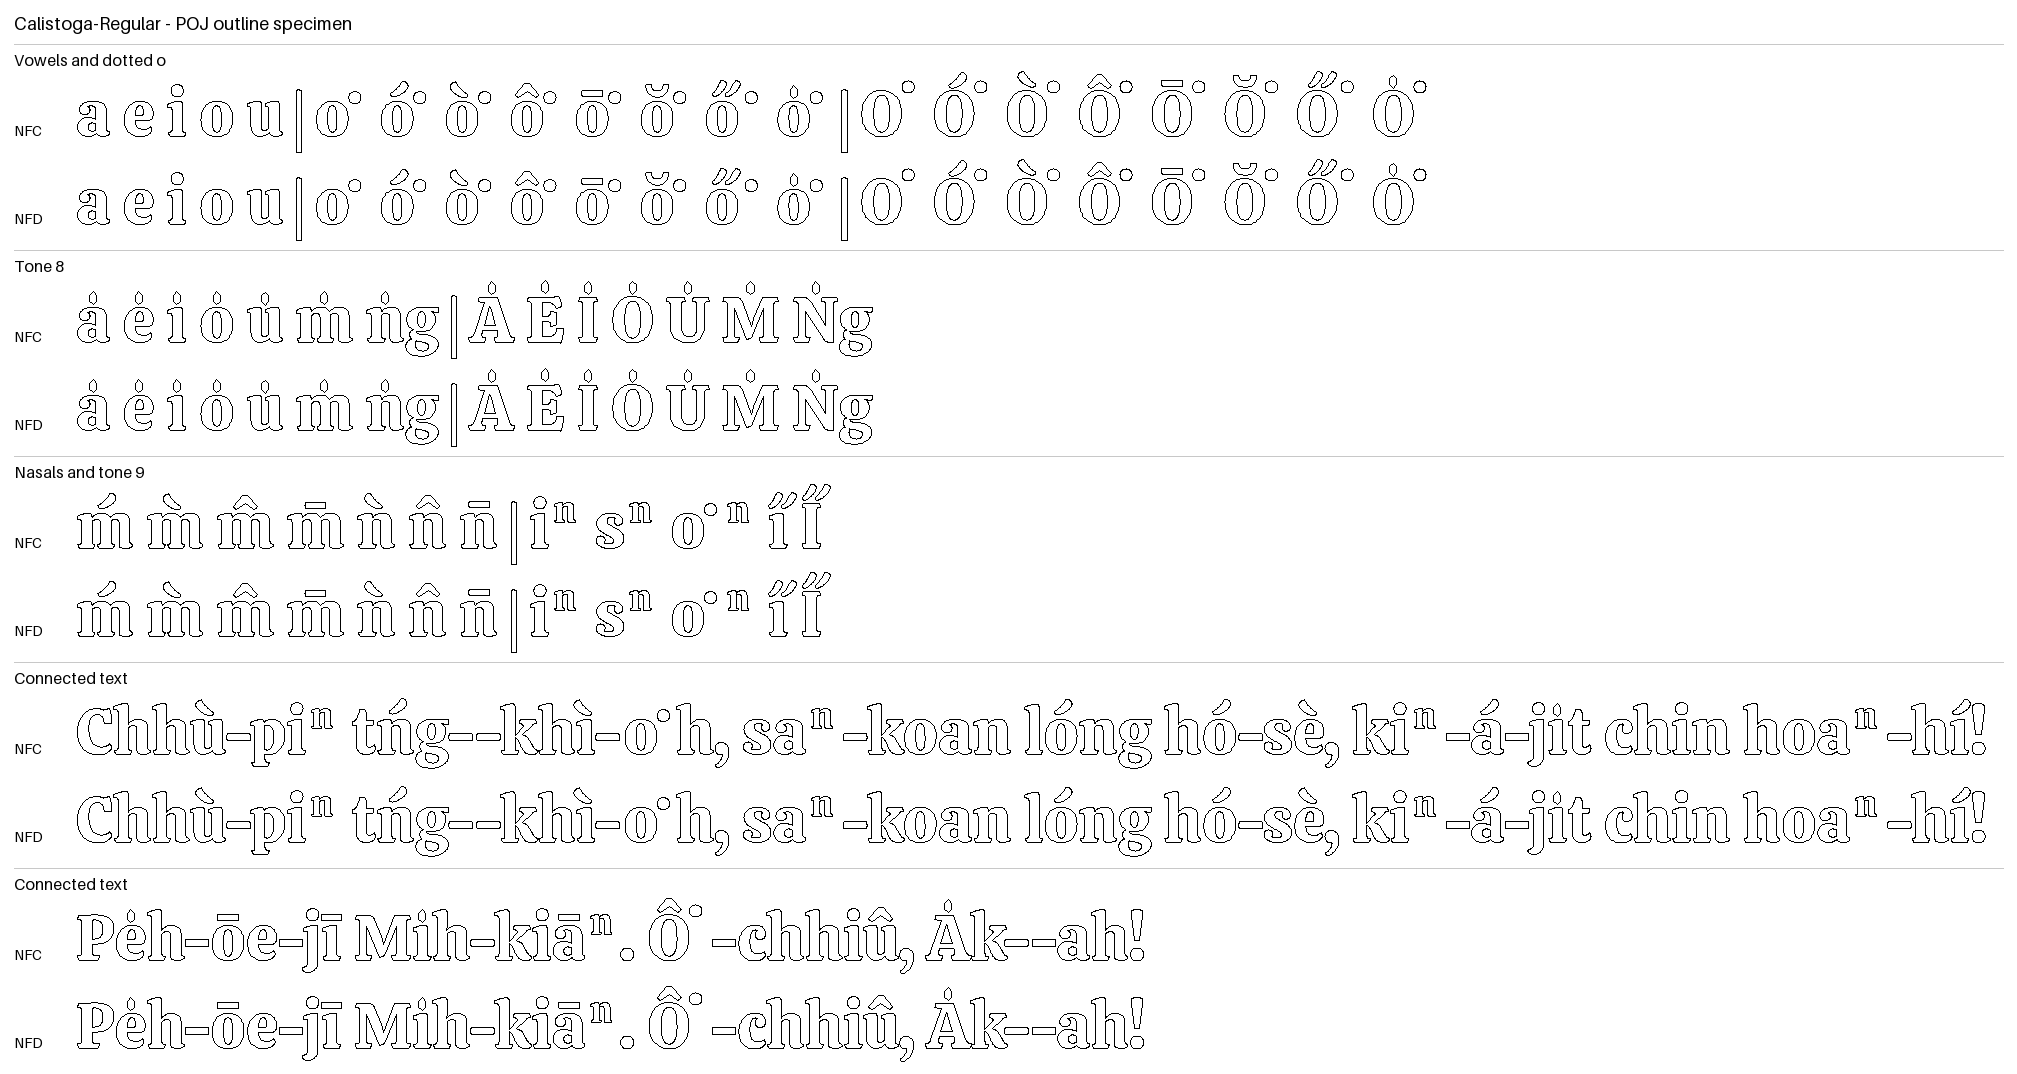 Calistoga-Regular - POJ outline specimen
Vowels and dotted o
NFC a e i o u | o͘ ó͘ ò͘ ô͘ ō͘ ŏ͘ ő͘ o̍͘ | O͘ Ó͘ Ò͘ Ô͘ Ō͘ Ŏ͘ Ő͘ O̍͘
NFD a e i o u | o͘ ó͘ ò͘ ô͘ ō͘ ŏ͘ ő͘ o̍͘ | O͘ Ó͘ Ò͘ Ô͘ Ō͘ Ŏ͘ Ő͘ O̍͘
Tone 8
NFC a̍ e̍ i̍ o̍ u̍ m̍ n̍g | A̍ E̍ I̍ O̍ U̍ M̍ N̍g
NFD a̍ e̍ i̍ o̍ u̍ m̍ n̍g | A̍ E̍ I̍ O̍ U̍ M̍ N̍g
Nasals and tone 9
NFC ḿ m̀ m̂ m̄ ǹ n̂ n̄ | iⁿ sⁿ o͘ⁿ i̋ I̋
NFD ḿ m̀ m̂ m̄ ǹ n̂ n̄ | iⁿ sⁿ o͘ⁿ i̋ I̋
Connected text
NFC Chhù-piⁿ tńg--khì-o͘h, saⁿ-koan lóng hó-sè, kiⁿ-á-ji̍t chin hoaⁿ-hí!
NFD Chhù-piⁿ tńg--khì-o͘h, saⁿ-koan lóng hó-sè, kiⁿ-á-ji̍t chin hoaⁿ-hí!
Connected text
NFC Pe̍h-ōe-jī Mi̍h-kiāⁿ. Ô͘-chhiû, A̍k--ah!
NFD Pe̍h-ōe-jī Mi̍h-kiāⁿ. Ô͘-chhiû, A̍k--ah!